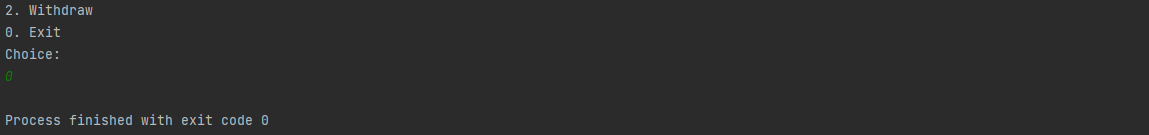 2. Withdraw
0. Exit
Choice:
0
Process finished with exit code 0